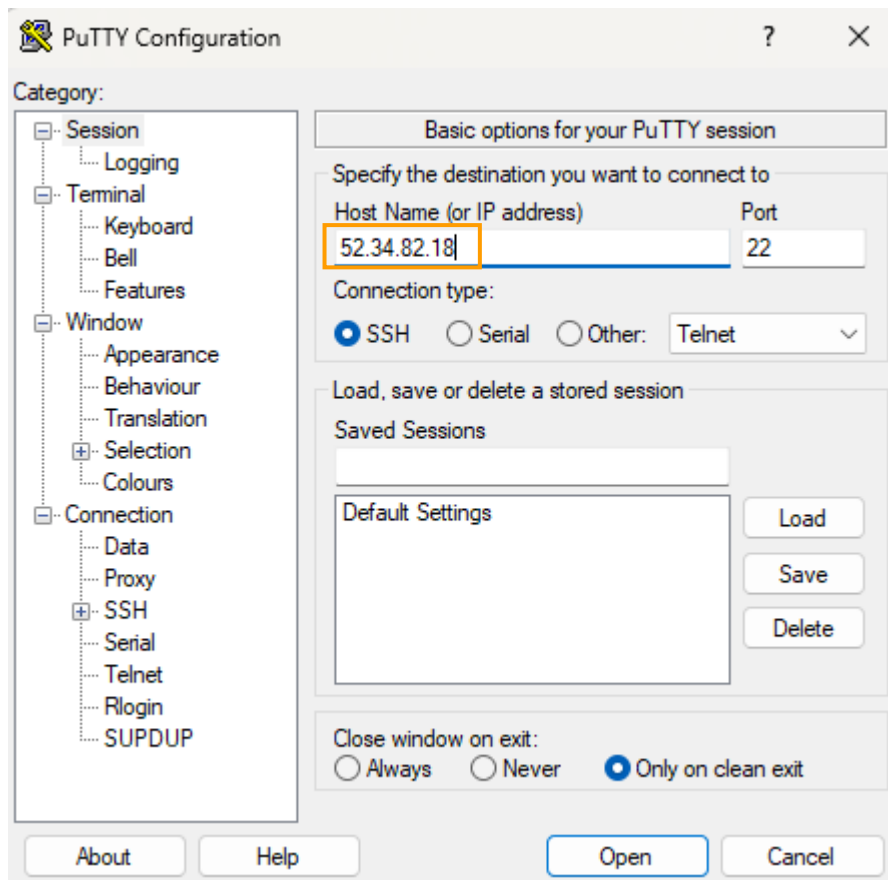 PuTTY Configuration
?
Category:
Session
Logging
Terminal
Keyboard
Bell
Features
Window
Appearance
Behaviour
Translation
Selection
Colours
Connection
Data
Proxy
SSH
Serial
Telnet
Rlogin
SUPDUP
Basic options for your PuTTY session
Specify the destination you want to connect to
Host Name (or IP address) Port
52.34.82.18 22
Connection type:
SSH Serial Other: Telnet
Load, save or delete a stored session
Saved Sessions
Default Settings
Load
Save
Delete
Close window on exit:
Always Never Only on clean exit
About Help Open Cancel